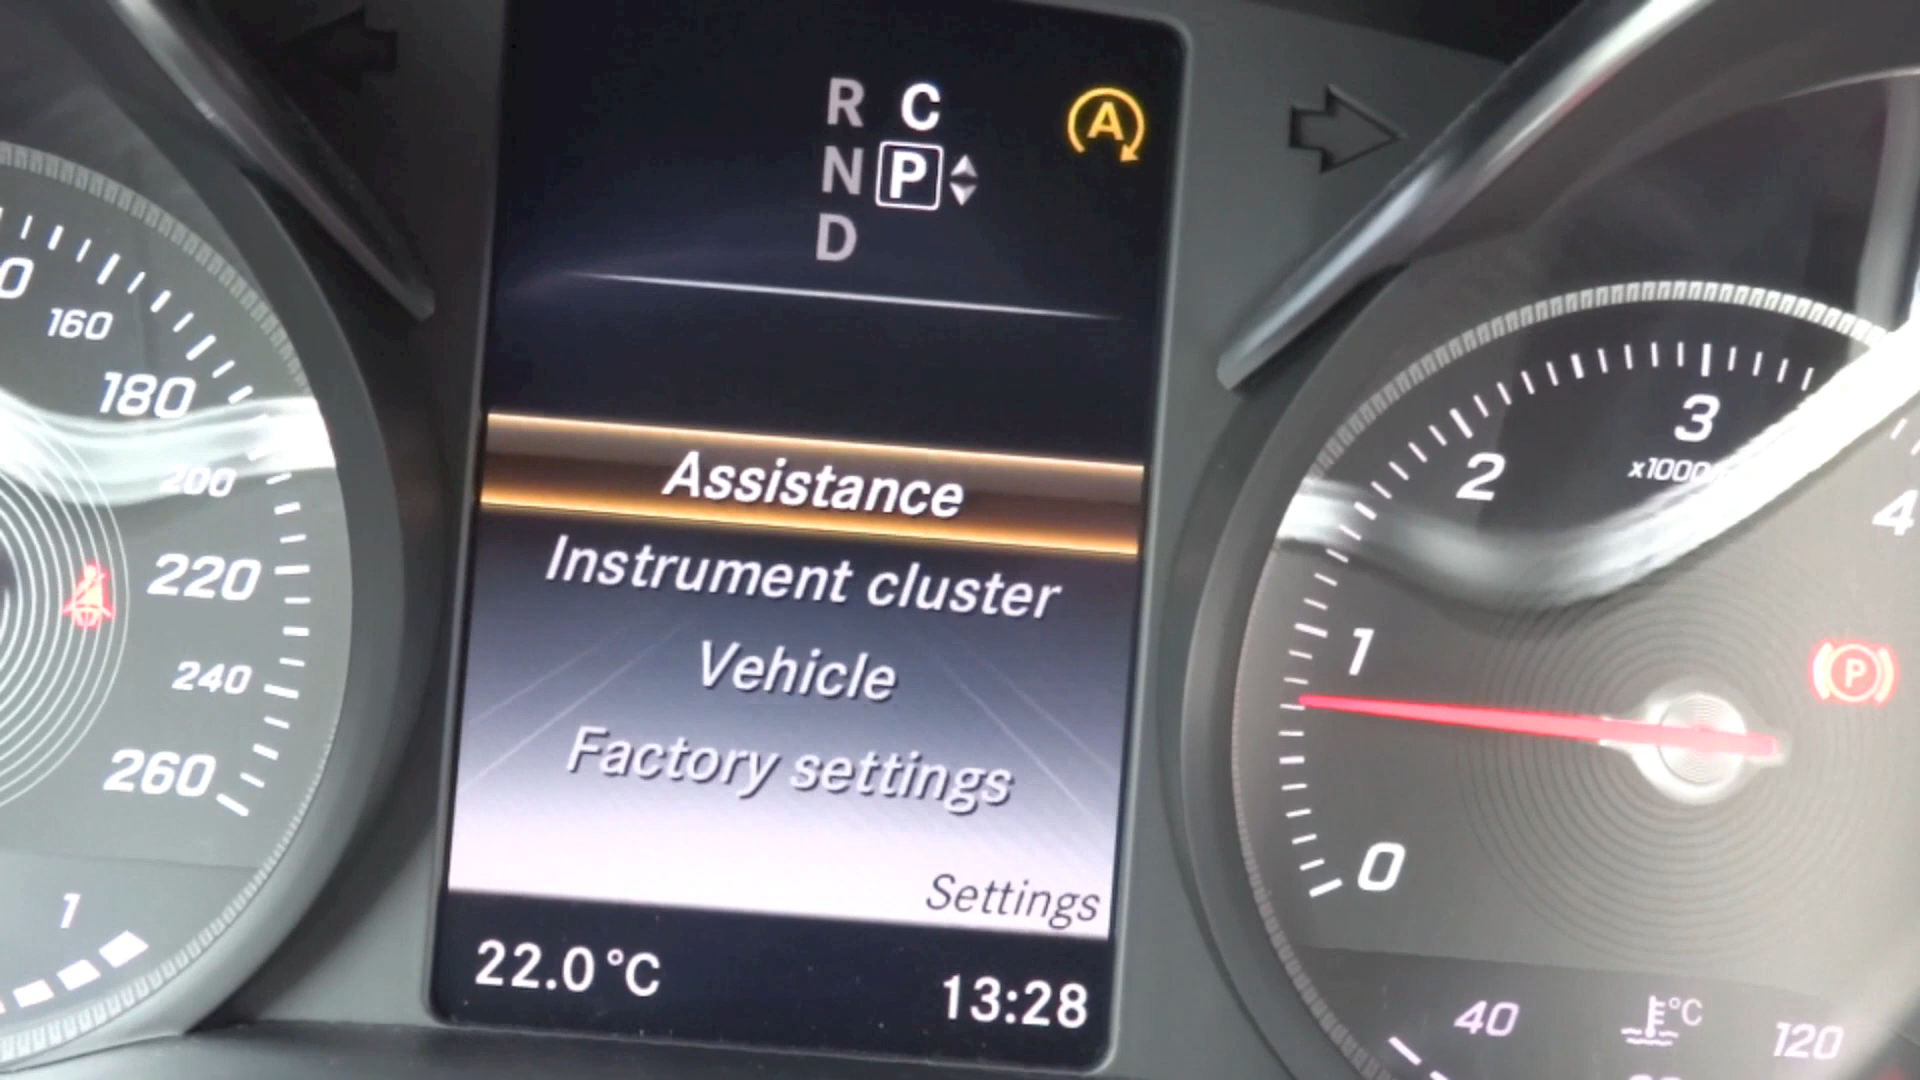 R C
N P
D
A
Assistance
Instrument cluster
Vehicle
Factory settings
Settings
22.0 °C
13:28
160
180
200
220
240
260
1
0
1
2
3
x1000
4
P
40
°C
120